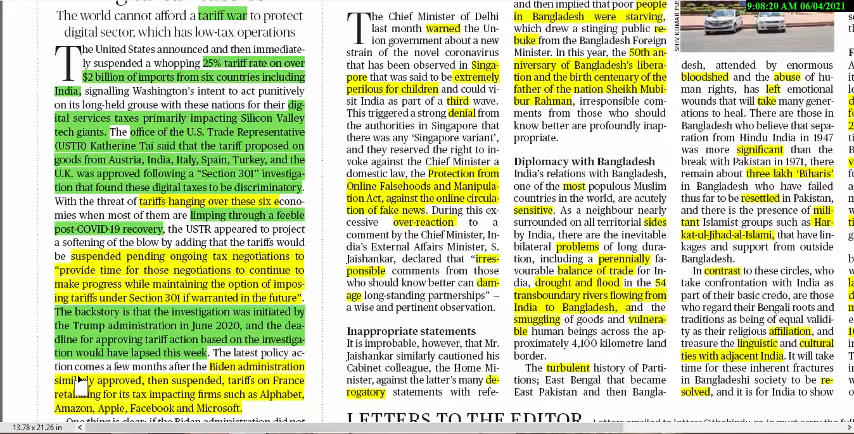 The world cannot afford a tariff war to protect
digital sector, which has low-tax operations
The United States announced and then immediate-
ly suspended a whopping 25% tariff rate on over
$2 billion of imports from six countries including
India, signalling Washington's intent to act punitively
on its long-held grouse with these nations for their dig-
ital services taxes primarily impacting Silicon Valley
tech giants. The office of the U.S. Trade Representative
(USTR) Katherine Tai said that the tariff proposed on
goods from Austria, India, Italy, Spain, Turkey, and the
U.K. was approved following a "Section 301" investiga-
tion that found these digital taxes to be discriminatory.
With the threat of tariffs hanging over these six econo-
mies when most of them are limping through a feeble
post-COVID-19 recovery, the USTR appeared to project
a softening of the blow by adding that the tariffs would
be suspended pending ongoing tax negotiations to
"provide time for those negotiations to continue to
make progress while maintaining the option of impos-
ing tariffs under Section 301 if warranted in the future".
The backstory is that the investigation was initiated by
the Trump administration in June 2020, and the dea-
dline for approving tariff action based on the investiga-
tion would have lapsed this week. The latest policy ac-
tion comes a few months after the Biden administration
similarly approved, then suspended, tariffs on France
retaliating for its tax impacting firms such as Alphabet,
Amazon, Apple, Facebook and Microsoft.
One thing is clear: if the Biden administration did not
The Chief Minister of Delhi
last month warned the Un-
ion government about a new
strain of the novel coronavirus
that has been observed in Singa-
pore that was said to be extremely
perilous for children and could vi-
sit India as part of a third wave.
This triggered a strong denial from
the authorities in Singapore that
there was any 'Singapore variant',
and they reserved the right to in-
voke against the Chief Minister a
domestic law, the Protection from
Online Falsehoods and Manipula-
tion Act, against the online circula-
tion of fake news. During this ex-
cessive over-reaction to a
comment by the Chief Minister, In-
dia's External Affairs Minister, S.
Jaishankar, declared that "irres-
ponsible comments from those
who should know better can dam-
age long-standing partnerships" –
a wise and pertinent observation.
Inappropriate statements
It is improbable, however, that Mr.
Jaishankar similarly cautioned his
Cabinet colleague, the Home Mi-
nister, against the latter's many de-
rogatory statements with refe-
and then implied that poor people
in Bangladesh were starving,
which drew a stinging public re-
buke from the Bangladesh Foreign
Minister. In this year, the 50th an-
niversary of Bangladesh's libera-
tion and the birth centenary of the
father of the nation Sheikh Mubi-
bur Rahman, irresponsible com-
ments from those who should
know better are profoundly inap-
propriate.
Diplomacy with Bangladesh
India's relations with Bangladesh,
one of the most populous Muslim
countries in the world, are acutely
sensitive. As a neighbour nearly
surrounded on all territorial sides
by India, there are the inevitable
bilateral problems of long dura-
tion, including a perennially fa-
vourable balance of trade for In-
dia, drought and flood in the 54
transboundary rivers flowing from
India to Bangladesh, and the
smuggling of goods and vulnera-
ble human beings across the ap-
proximately 4,100 kilometre land
border.
The turbulent history of Parti-
tions; East Bengal that became
East Pakistan and then Bangla-
9:08:20 AM 06/04/2021
desh, attended by enormous
bloodshed and the abuse of hu-
man rights, has left emotional
wounds that will take many gener-
ations to heal. There are those in
Bangladesh who believe that sepa-
ration from Hindu India in 1947
was more significant than the
break with Pakistan in 1971, there
remain about three lakh 'Biharis'
in Bangladesh who have failed
thus far to be resettled in Pakistan,
and there is the presence of mili-
tant Islamist groups such as Har-
kat-ul-Jihad-al-Islami, that have lin-
kages and support from outside
Bangladesh.
In contrast to these circles, who
take confrontation with India as
part of their basic credo, are those
who regard their Bengali roots and
traditions as being of equal validi-
ty as their religious affiliation, and
treasure the linguistic and cultural
ties with adjacent India. It will take
time for these inherent fractures
in Bangladeshi society to be re-
solved, and it is for India to show
LETTERS TO THE EDITOR
13.78 x 21.26 in